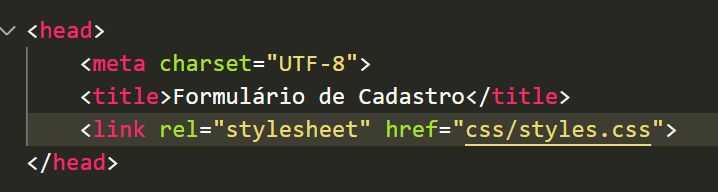 <head>
<meta charset="UTF-8">
<title>Formulário de Cadastro</title>
<link rel="stylesheet" href="css/styles.css">
</head>